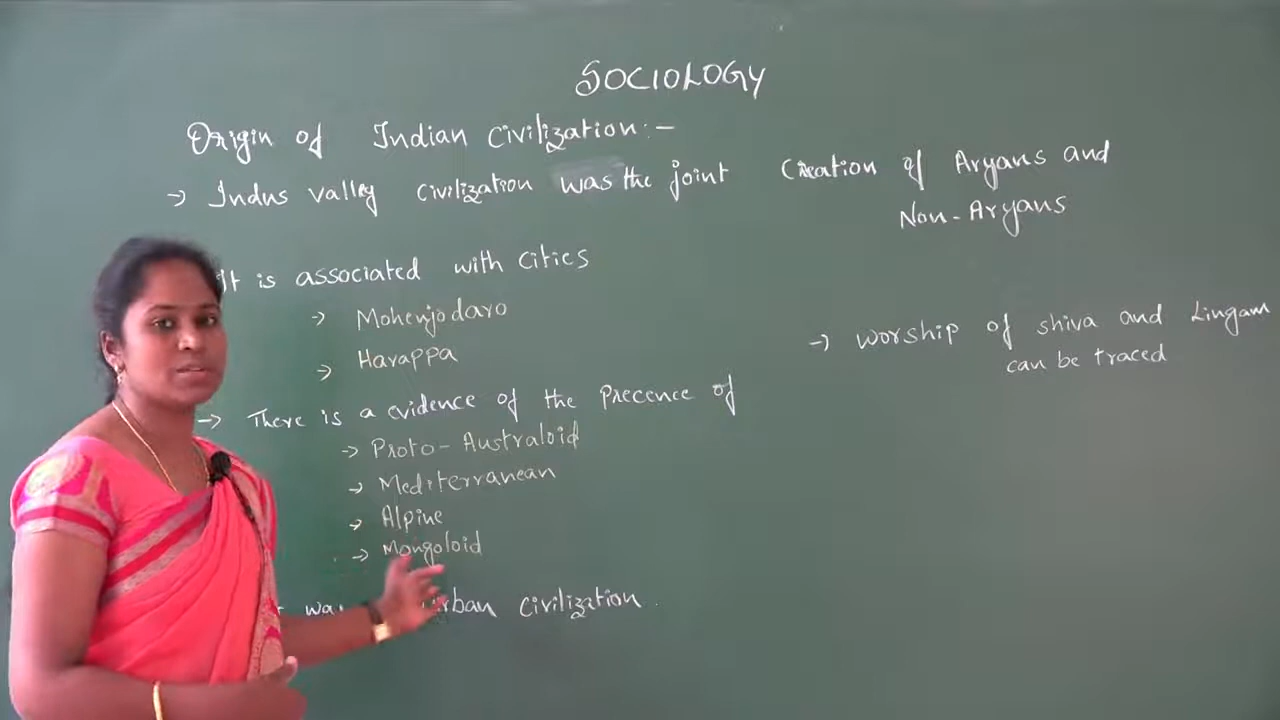 SOCIOLOGY
Origin of Indian Civilization:-
→ Indus valley civilization was the joint Creation of Aryans and
Non-Aryans
It is associated with Cities
→ Mohenjodaro
→ Harappa
→ There is a evidence of the Precence of
→ Proto-Australoid
→ Mediterranean
→ Alpine
→ Mongoloid
urban civilization.
→ worship of shiva and Lingam
can be traced